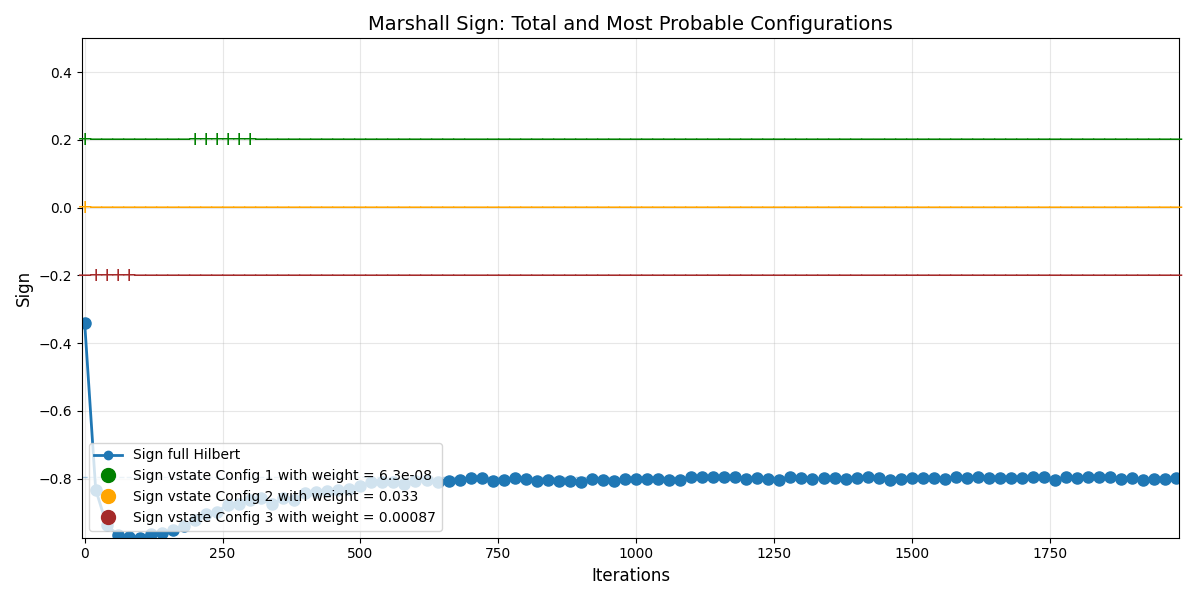 Marshall Sign: Total and Most Probable Configurations
Sign
0.4
0.2
0.0
−0.2
−0.4
−0.6
−0.8
Sign full Hilbert
Sign vstate Config 1 with weight = 6.3e-08
Sign vstate Config 2 with weight = 0.033
Sign vstate Config 3 with weight = 0.00087
0
250
500
750
1000
1250
1500
1750
Iterations